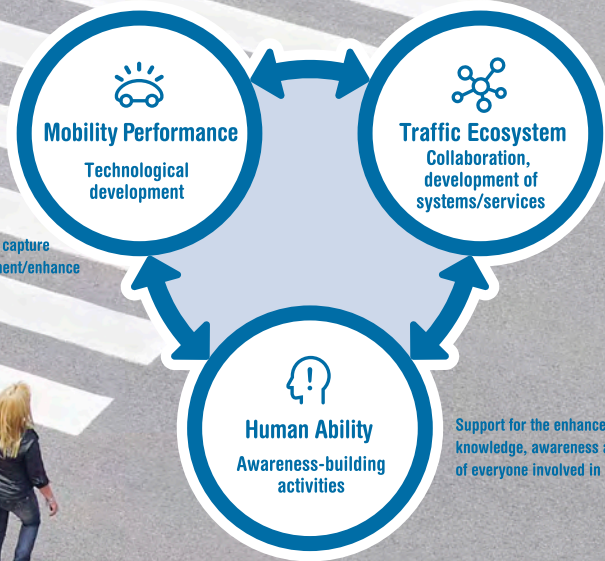 Mobility Performance
Technological
development
Traffic Ecosystem
Collaboration,
development of
systems/services
capture
/enhance
Human Ability
Awareness-building
activities
Support for the enhance
knowledge, awareness
of everyone involved in